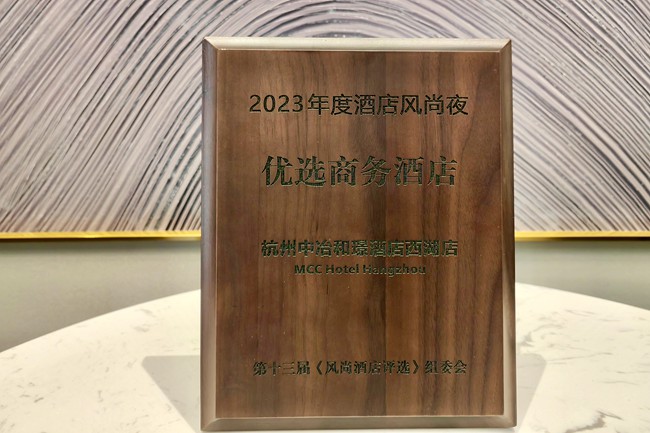 2023年度酒店风尚夜
优选商务酒店
杭州中冶和璟酒店西湖店
MCC Hotel Hangzhou
第十三届《风尚酒店评选》组委会